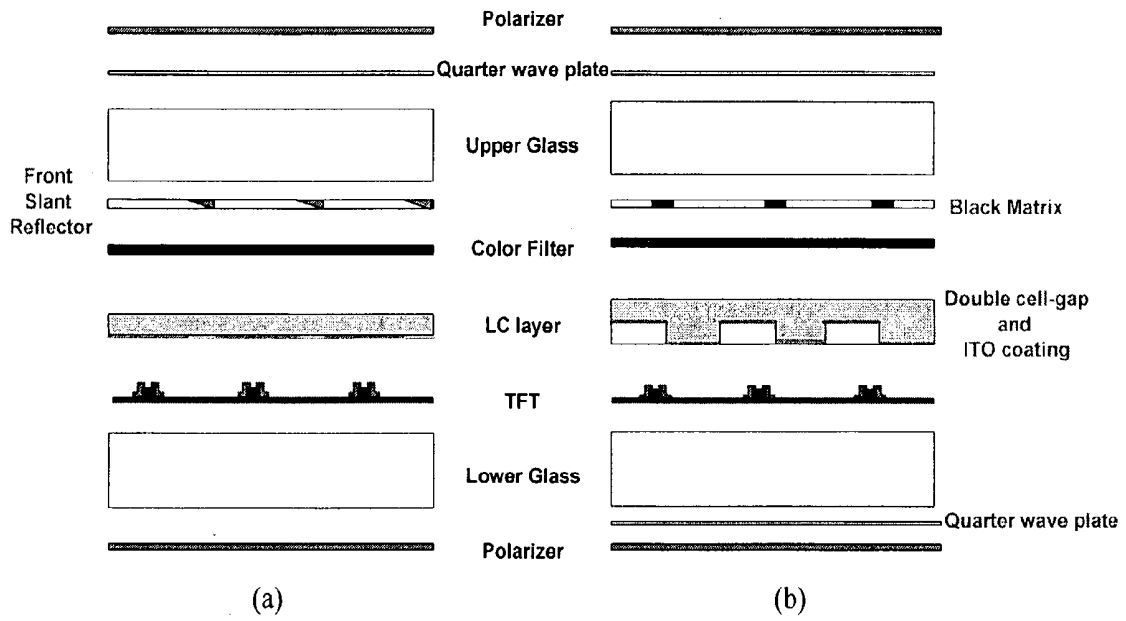 Polarizer
Quarter wave plate
Upper Glass
Front
Slant
Reflector
Black Matrix
Color Filter
Double cell-gap
and
ITO coating
LC layer
TFT
Lower Glass
Quarter wave plate
Polarizer
(a)
(b)